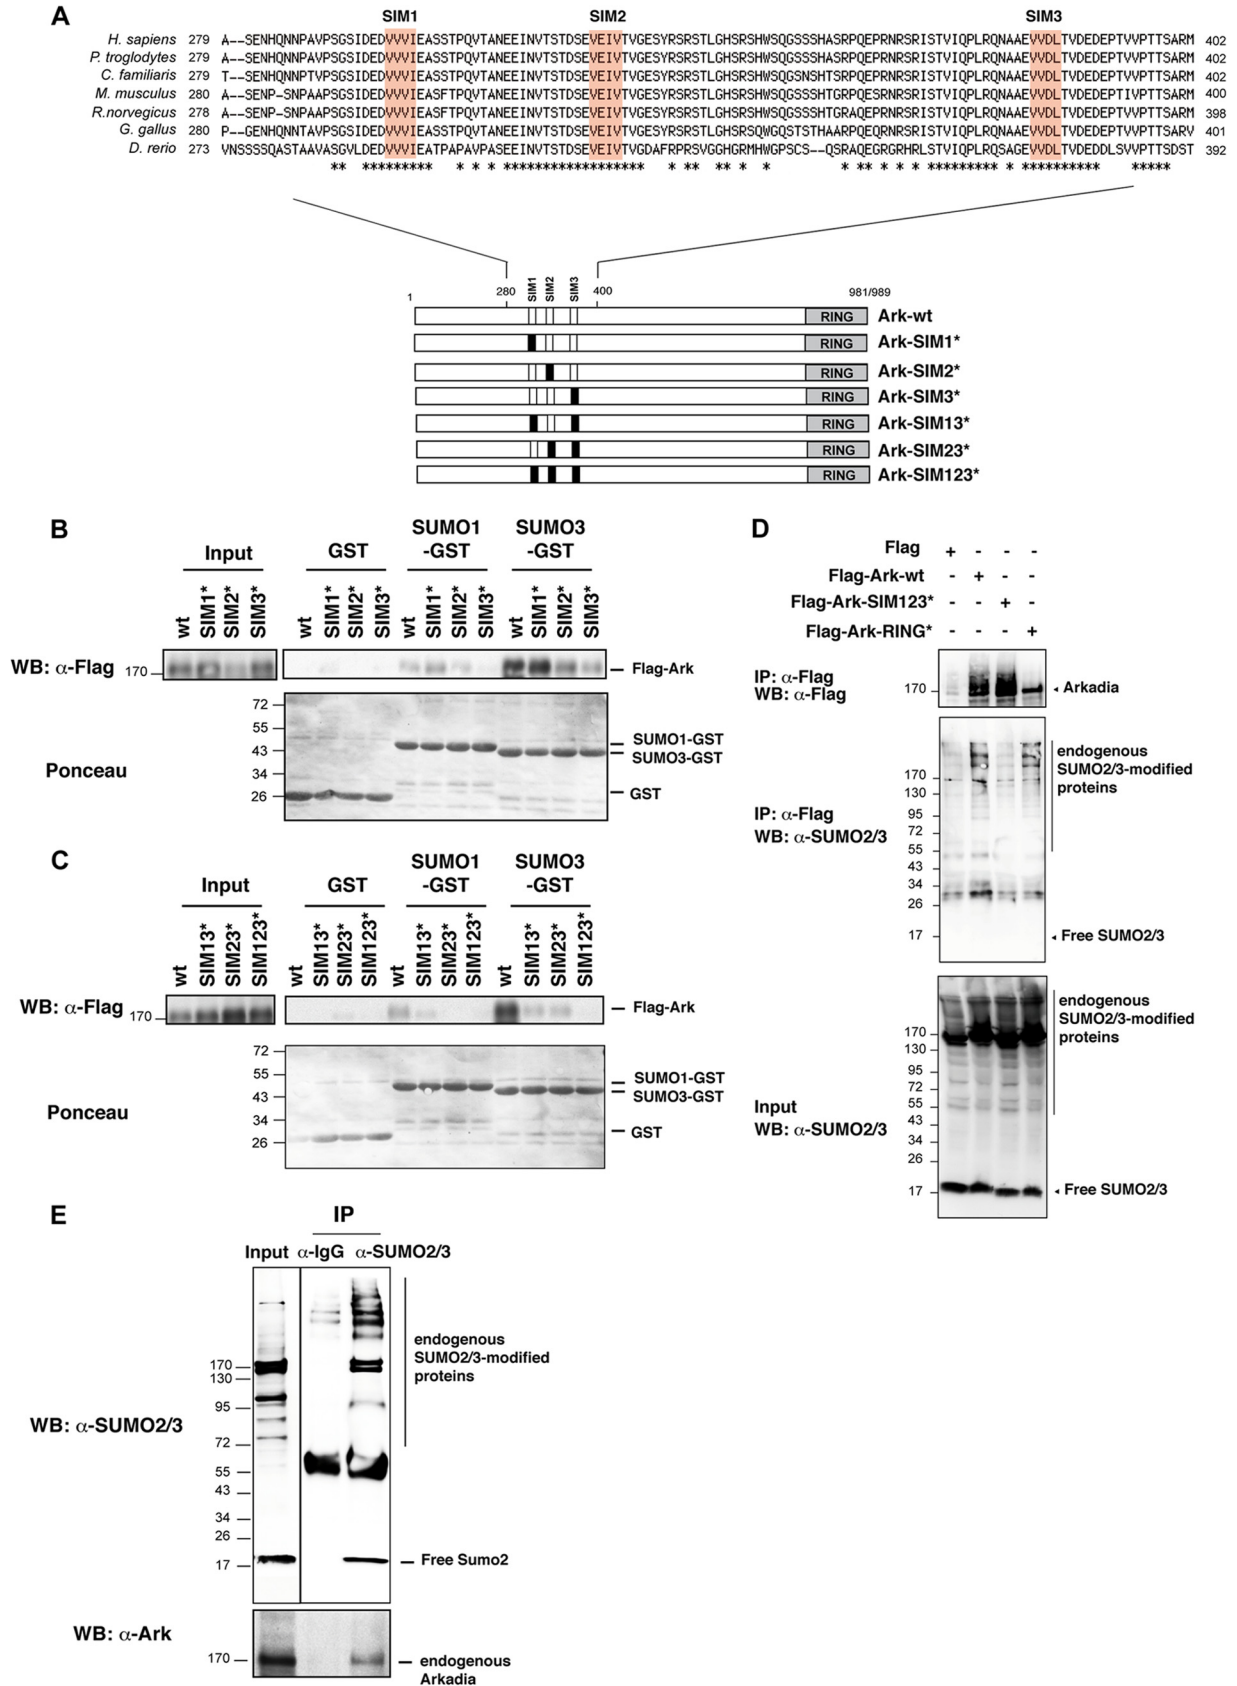 A
SIM1 SIM2 SIM3
H. sapiens 279 A--SENHQNNPAVPSGSIDEDVVVIEASSTPQVTANEEINVTSTDSEVEIVTVGESYRSRSTLGHSRSHWSQGSSSHASRPQEPRNRSRISTVIQPLRQNAAEVVDLTVDEDEPTVVPTTSARM 402
P. troglodytes 279 A--SENHQNNPAVPSGSIDEDVVVIEASSTPQVTANEEINVTSTDSEVEIVTVGESYRSRSTLGHSRSHWSQGSSSHASRPQEPRNRSRISTVIQPLRQNAAEVVDLTVDEDEPTVVPTTSARM 402
C. familiaris 279 T--SENHQNNPTVPSGSIDEDVVVIEASSTPQVTANEEINVTSTDSEVEIVTVGESYRSRSTLGHSRSHWSQGSNSHTSRPQEPRNRSRISTVIQPLRQNAAEVVDLTVDEDEPTVVPTTSARM 402
M. musculus 280 A--SENP-SNPAAPSGSIDEDVVVIEASFTPQVTANEEINVTSTDSEVEIVTVGESYRSRSTLGHSRSHWSQGSSSHTGRPQEPRNRSRISTVIQPLRQNAAEVVDLTVDEDEPTIVPTTSARM 400
R.norvegicus 278 A--SENP-SNPAAPSGSIDEDVVVIEASFTPQVTANEEINVTSTDSEVEIVTVGESYRSRSTLGHSRSHWSQGSSSHTGRAQEPRNRSRISTVIQPLRQNAAEVVDLTVDEDEPTVVPTTSARM 398
G. gallus 280 P--GENHQNNTAVPSGSIDEDVVVIEASSTPQVTANEEINVTSTDSEVEIVTVGESYRSRSTLGHSRSQWGQGSTSTHAARPQEQRNRSRISTVIQPLRQNAAEVVDLTVDEDEPTVVPTTSARV 401
D. rerio 273 VNSSSSQASTAAVASGVLDEDVVVIEATPAPAVPASEEINVTSTDSEVEIVTVGDAFRPRSVGGHGRMHWGPSCS--QSRAQEGRGRHRLSTVIQPLRQSAGEVVDLTVDEDDLSVVPTTSDST 392
SIM1 SIM2 SIM3
1 280 400 981/989
RING Ark-wt
RING Ark-SIM1*
RING Ark-SIM2*
RING Ark-SIM3*
RING Ark-SIM13*
RING Ark-SIM23*
RING Ark-SIM123*
B
Input GST SUMO1 -GST SUMO3 -GST
wt SIM1* SIM2* SIM3* SIM1* SIM2* SIM3* wt SIM1* SIM2* SIM3* wt SIM1* SIM2* SIM3*
WB: α-Flag 170 Flag-Ark
Ponceau
72
55
43
34
26
SUMO1-GST
SUMO3-GST
GST
C
Input GST SUMO1 -GST SUMO3 -GST
wt SIM13* SIM23* SIM123* wt SIM13* SIM23* SIM123* wt SIM13* SIM23* SIM123* wt SIM13* SIM23* SIM123*
WB: α-Flag 170 Flag-Ark
Ponceau
72
55
43
34
26
SUMO1-GST
SUMO3-GST
GST
D
Flag + - - -
Flag-Ark-wt - + - -
Flag-Ark-SIM123* - - + -
Flag-Ark-RING* - - - +
IP: α-Flag
WB: α-Flag
170
Arkadia
IP: α-Flag
WB: α-SUMO2/3
170
130
95
72
55
43
34
26
17
endogenous
SUMO2/3-modified
proteins
Free SUMO2/3
Input
WB: α-SUMO2/3
170
130
95
72
55
43
34
26
17
endogenous
SUMO2/3-modified
proteins
Free SUMO2/3
E
IP
Input α-IgG α-SUMO2/3
WB: α-SUMO2/3
170
130
95
72
55
43
34
26
17
endogenous
SUMO2/3-modified
proteins
Free Sumo2
WB: α-Ark
170
endogenous
Arkadia